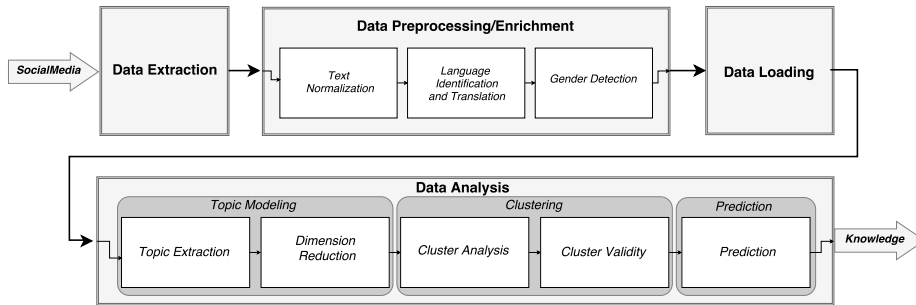 SocialMedia
Data Extraction
Data Preprocessing/Enrichment
Text
Normalization
Language
Identification
and Translation
Gender Detection
Data Loading
Data Analysis
Topic Modeling
Topic Extraction
Dimension
Reduction
Clustering
Cluster Analysis
Cluster Validity
Prediction
Prediction
Knowledge